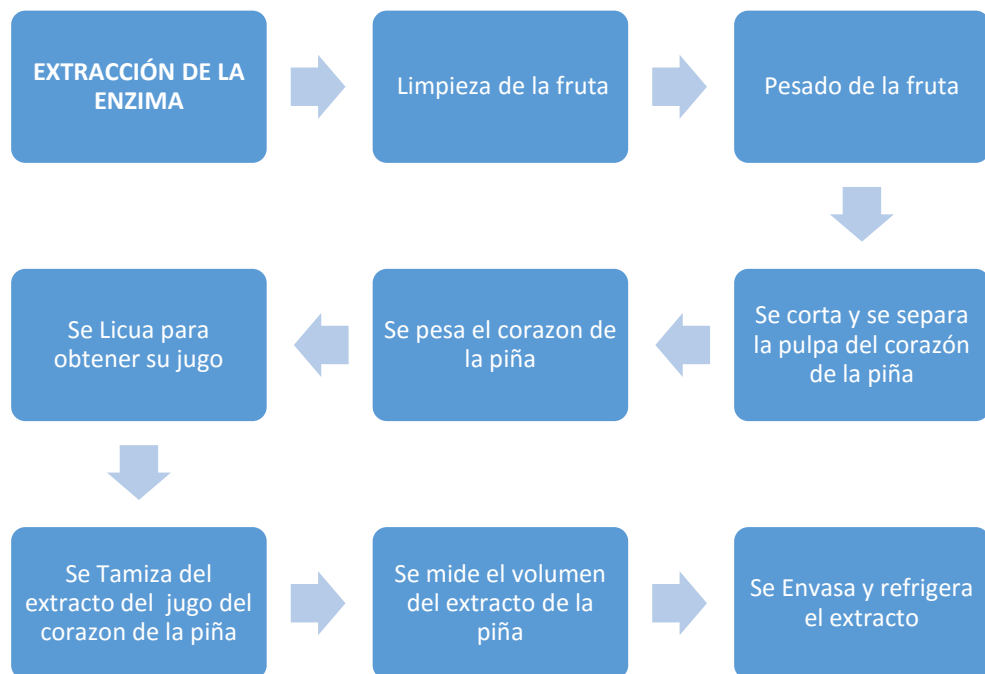 EXTRACCIÓN DE LA
ENZIMA
Limpieza de la fruta
Pesado de la fruta
Se corta y se separa
la pulpa del corazón
de la piña
Se pesa el corazon de
la piña
Se Licua para
obtener su jugo
Se Tamiza del
extracto del jugo del
corazon de la piña
Se mide el volumen
del extracto de la
piña
Se Envasa y refrigera
el extracto